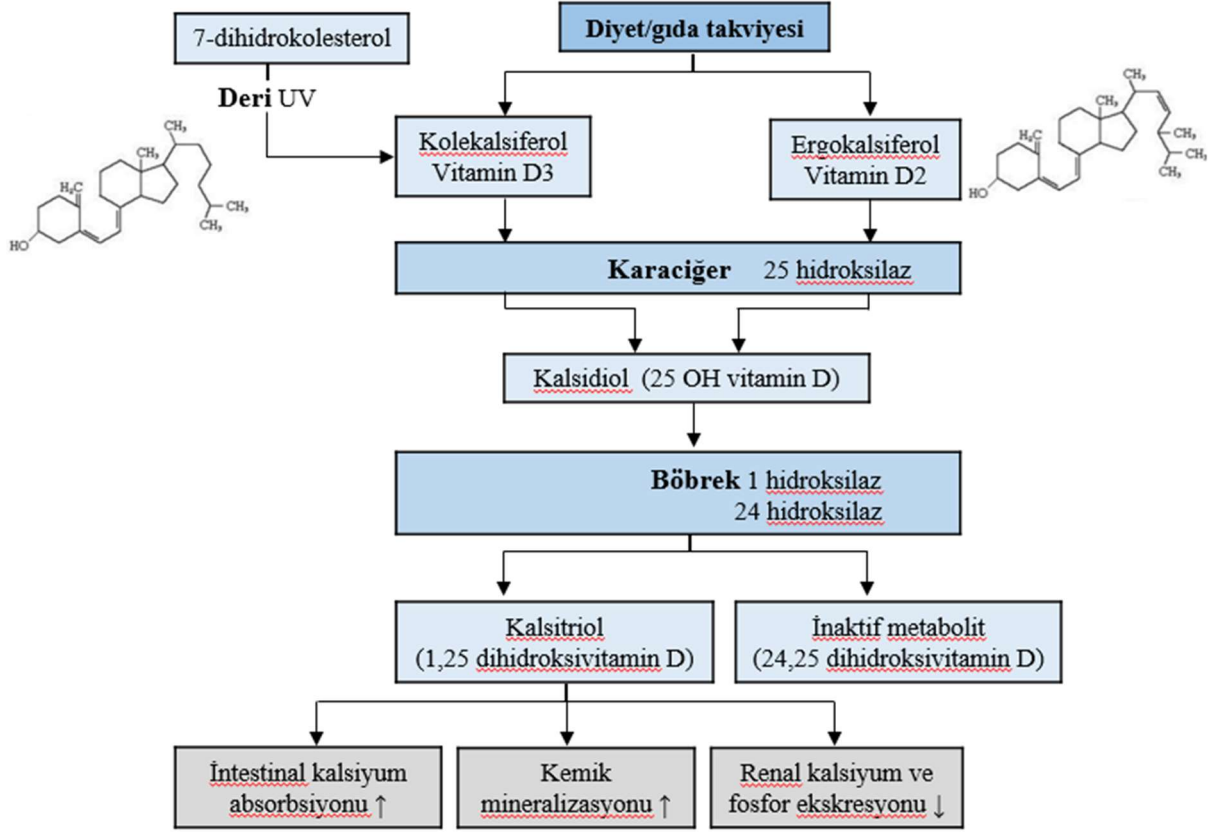 7-dihidrokolesterol
Diyet/gıda takviyesi
Deri UV
Kolekalsiferol
Vitamin D3
Ergokalsiferol
Vitamin D2
CH₃
CH₃
H₂C
CH₃
CH₃
HO
CH₃
CH₃
H₂C
CH₃
CH₃
CH₃
HO
Karaciğer 25 hidroksilaz
Kalsidiol (25 OH vitamin D)
Böbrek 1 hidroksilaz
24 hidroksilaz
Kalsitriol
(1,25 dihidroksivitamin D)
İnaktif metabolit
(24,25 dihidroksivitamin D)
İntestinal kalsiyum
absorbsiyonu ↑
Kemik
mineralizasyonu ↑
Renal kalsiyum ve
fosfor ekskresyonu ↓